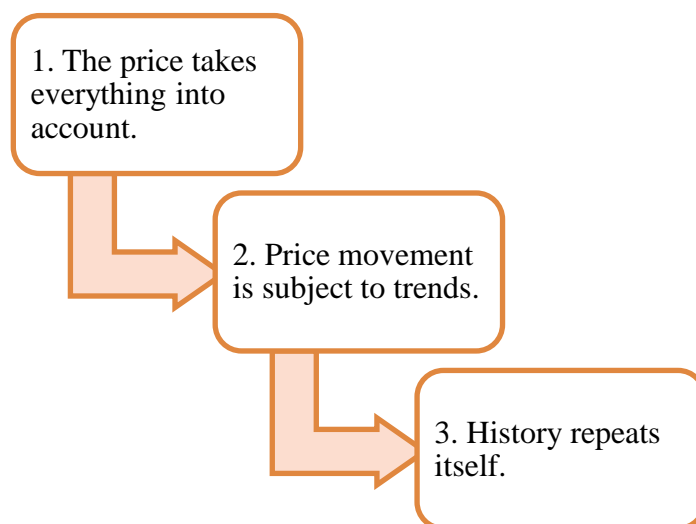 1. The price takes
everything into
account.
2. Price movement
is subject to trends.
3. History repeats
itself.